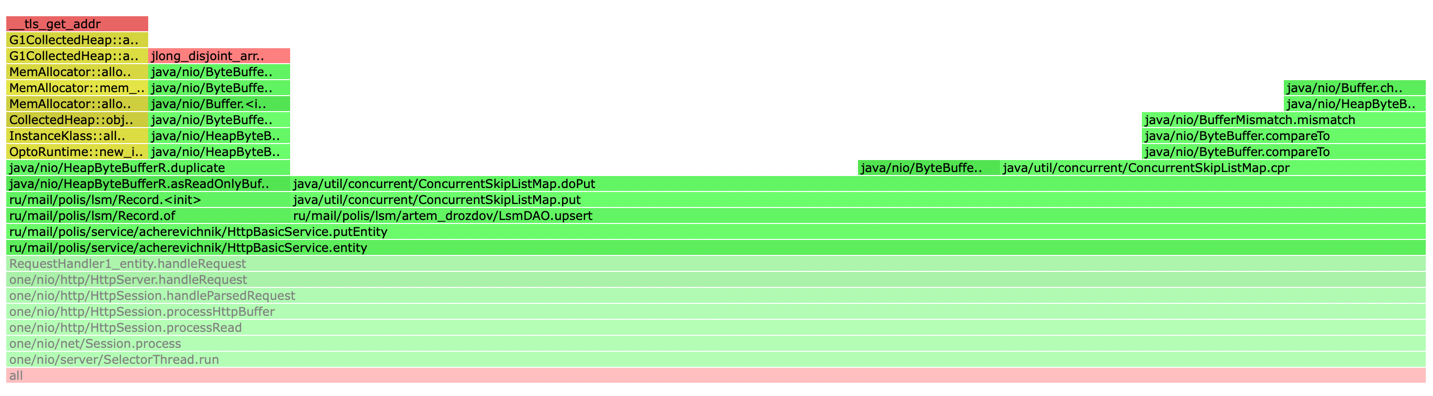 __tls_get_addr
G1CollectedHeap::a..
G1CollectedHeap::a.. jlong_disjoint_arr..
MemAllocator::allo.. java/nio/ByteBuffe..
MemAllocator::mem_.. java/nio/ByteBuffe.. java/nio/Buffer.ch..
MemAllocator::allo.. java/nio/Buffer.<i.. java/nio/HeapByteB..
CollectedHeap::obj.. java/nio/ByteBuffe.. java/nio/BufferMismatch.mismatch
InstanceKlass::all.. java/nio/HeapByteB.. java/nio/ByteBuffer.compareTo
OptoRuntime::new_i.. java/nio/HeapByteB.. java/nio/ByteBuffer.compareTo
java/nio/HeapByteBufferR.duplicate java/nio/ByteBuffe.. java/util/concurrent/ConcurrentSkipListMap.cpr
java/nio/HeapByteBufferR.asReadOnlyBuf.. java/util/concurrent/ConcurrentSkipListMap.doPut
ru/mail/polis/lsm/Record.<init> java/util/concurrent/ConcurrentSkipListMap.put
ru/mail/polis/lsm/Record.of ru/mail/polis/lsm/artem_drozdov/LsmDAO.upsert
ru/mail/polis/service/acherevichnik/HttpBasicService.putEntity
ru/mail/polis/service/acherevichnik/HttpBasicService.entity
RequestHandler1_entity.handleRequest
one/nio/http/HttpServer.handleRequest
one/nio/http/HttpSession.handleParsedRequest
one/nio/http/HttpSession.processHttpBuffer
one/nio/http/HttpSession.processRead
one/nio/net/Session.process
one/nio/server/SelectorThread.run
all